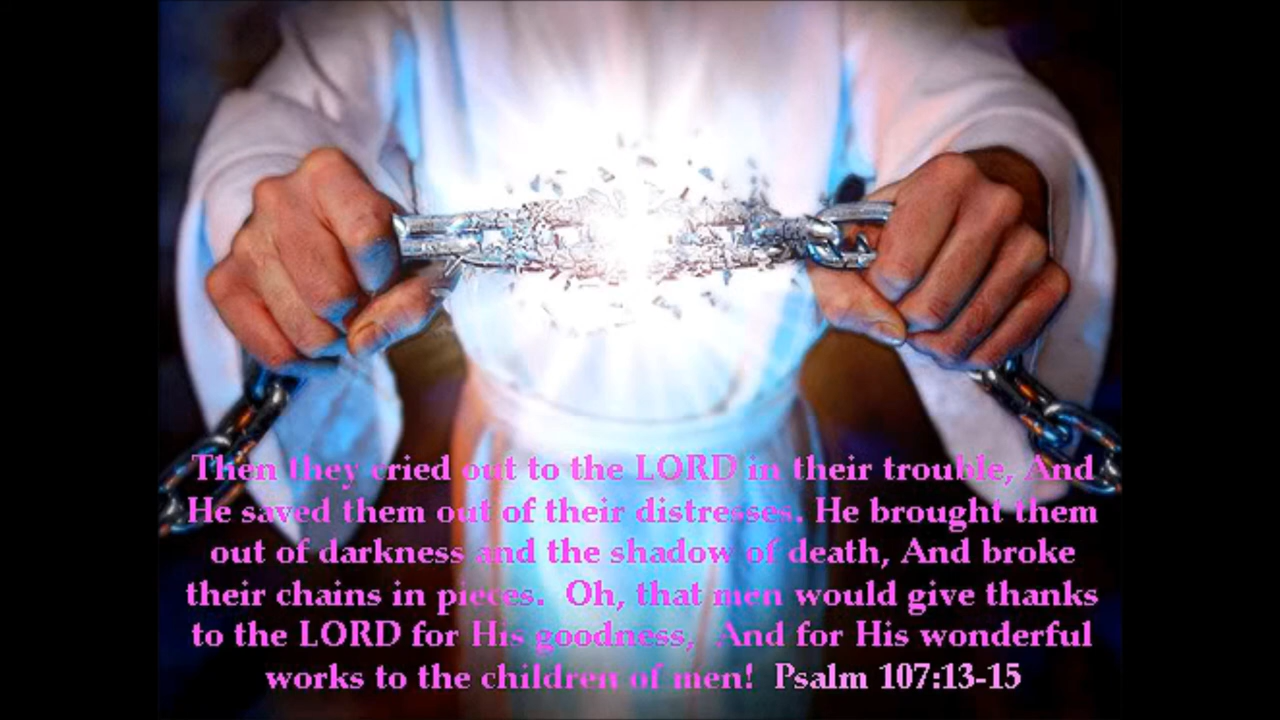 Then they cried out to the LORD in their trouble, And
He saved them out of their distresses. He brought them
out of darkness and the shadow of death, And broke
their chains in pieces.  Oh, that men would give thanks
to the LORD for His goodness,  And for His wonderful
works to the children of men!  Psalm 107:13-15